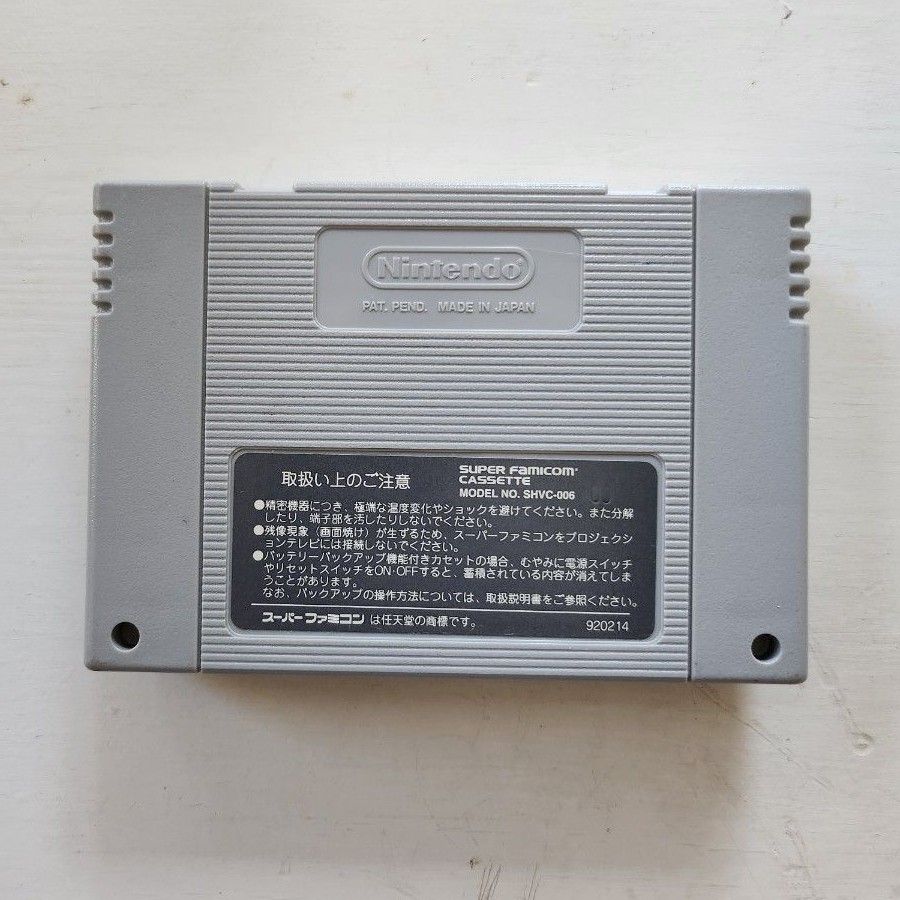 Nintendo
PAT. PEND. MADE IN JAPAN
取扱い上のご注意
SUPER FAMICOM
CASSETTE
MODEL NO. SHVC-006
●精密機器につき、極端な温度変化やショックを避けてください。また分解
したり、端子部を汚したりしないでください。
●残像現象(画面焼け)が生ずるため、スーパーファミコンをプロジェクシ
ョンテレビには接続しないでください。
●バッテリーバックアップ機能付きカセットの場合、むやみに電源スイッチ
やリセットスイッチをON・OFFすると、蓄積されている内容が消えてしま
うことがあります。
なお、バックアップの操作方法については、取扱説明書をご参照ください。
スーパーファミコンは任天堂の商標です。
920214